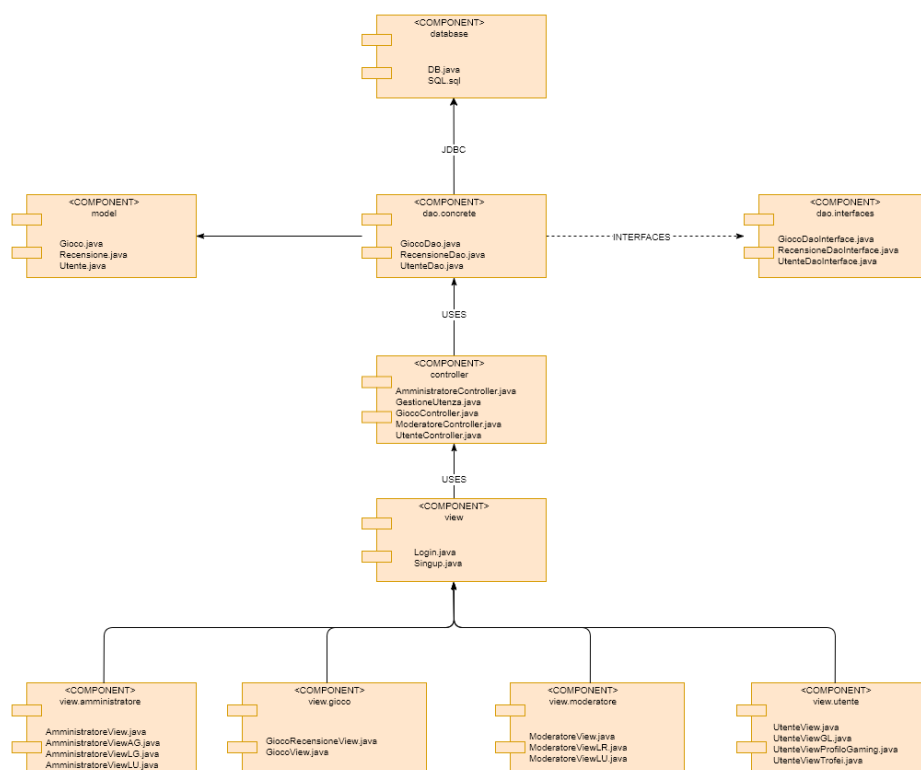 <COMPONENT>
database
DB.java
SQL.sql
JDBC
<COMPONENT>
model
Gioco.java
Recensione.java
Utente.java
<COMPONENT>
dao.concrete
GiocoDao.java
RecensioneDao.java
UtenteDao.java
INTERFACES
<COMPONENT>
dao.interfaces
GiocoDaoInterface.java
RecensioneDaoInterface.java
UtenteDaoInterface.java
USES
<COMPONENT>
controller
AmministratoreController.java
GestioneUtenza.java
GiocoController.java
ModeratoreController.java
UtenteController.java
USES
<COMPONENT>
view
Login.java
Singup.java
<COMPONENT>
view.amministratore
AmministratoreView.java
AmministratoreViewAG.java
AmministratoreViewLG.java
AmministratoreViewLU.java
<COMPONENT>
view.gioco
GiocoRecensioneView.java
GiocoView.java
<COMPONENT>
view.moderatore
ModeratoreView.java
ModeratoreViewLR.java
ModeratoreViewLU.java
<COMPONENT>
view.utente
UtenteView.java
UtenteViewGL.java
UtenteViewProfiloGaming.java
UtenteViewTrofei.java